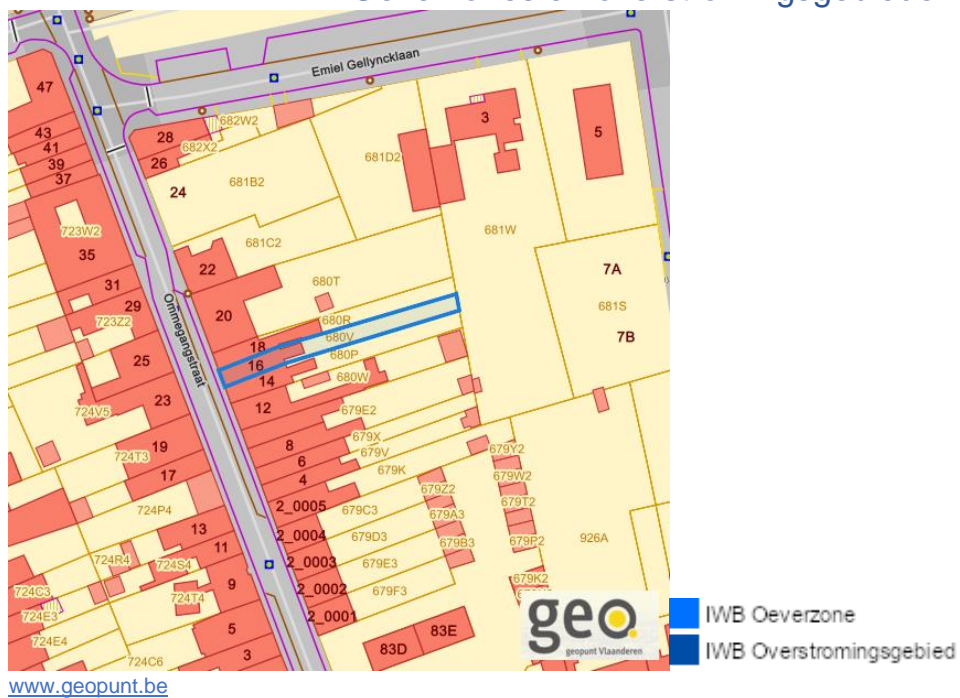 Emiel Gellyncklaan
47
43
41
39
37
28
26
24
682W2
682X2
681B2
681D2
3
5
723W2
35
681C2
681W
22
7A
31
29
723Z2
Ommegangstraat
20
680T
681S
7B
680R
18
680V
25
16
680P
14
680W
724V5
23
12
679E2
679X
19
8
679V
679Y2
724T3
6
679K
17
4
679W2
679Z2
2_0005
679C3
679T2
724P4
679A3
13
2_0004
679D3
679B3
679P2
926A
11
724R4
724S4
2_0003
679E3
679K2
9
724C3
2_0002
679F3
724T4
724E3
2_0001
5
83E
724E4
83D
3
724C6
geo
geopunt Vlaanderen
IWB Oeverzone
IWB Overstromingsgebied
www.geopunt.be